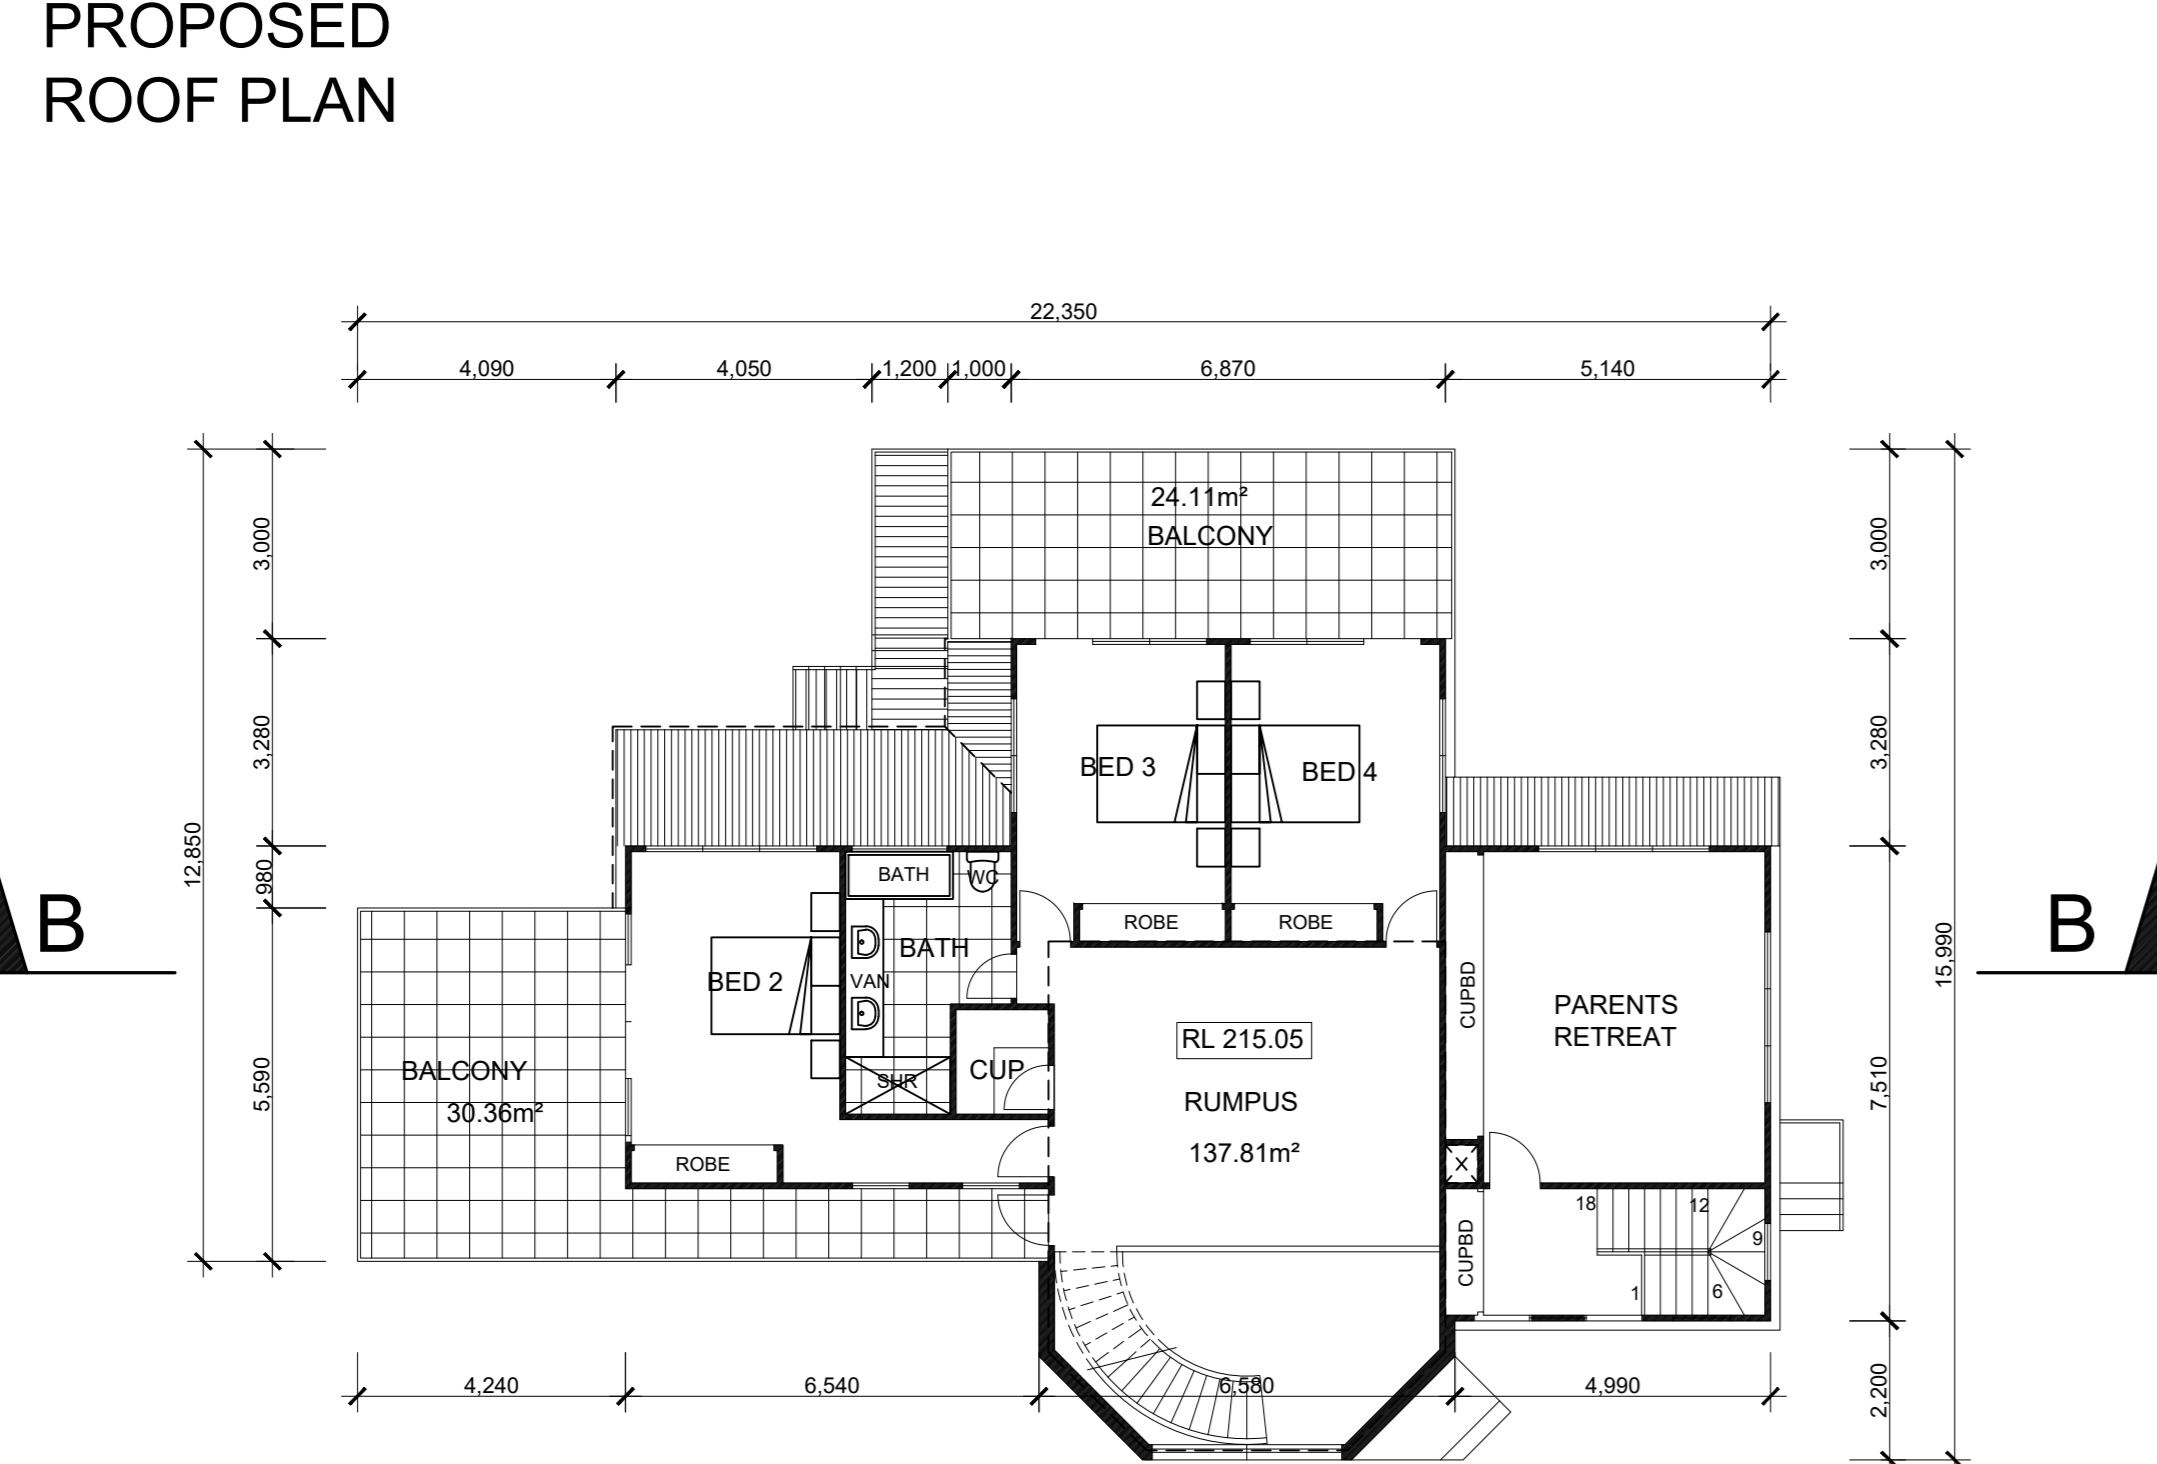 PROPOSED
ROOF PLAN
22,350
4,090
4,050
1,200
1,000
6,870
5,140
24.11m²
BALCONY
3,000
3,280
980
5,590
12,850
3,000
3,280
7,510
2,200
15,990
B
B
BED 3
BED 4
BATH
WC
ROBE
ROBE
BATH
VAN
BED 2
SHR
CUP
CUPBD
PARENTS
RETREAT
RL 215.05
RUMPUS
137.81m²
BALCONY
30.36m²
ROBE
X
CUPBD
18
12
9
6
1
4,240
6,540
6,580
4,990